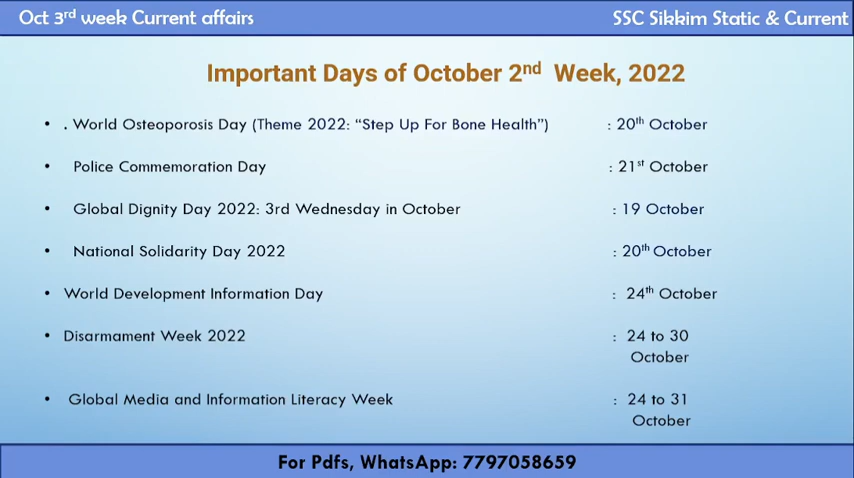 Oct 3rd week Current affairs
SSC Sikkim Static & Current
Important Days of October 2nd Week, 2022
• . World Osteoporosis Day (Theme 2022: “Step Up For Bone Health”) : 20th October
• Police Commemoration Day : 21st October
• Global Dignity Day 2022: 3rd Wednesday in October : 19 October
• National Solidarity Day 2022 : 20th October
• World Development Information Day : 24th October
• Disarmament Week 2022 : 24 to 30
October
• Global Media and Information Literacy Week : 24 to 31
October
For Pdfs, WhatsApp: 7797058659